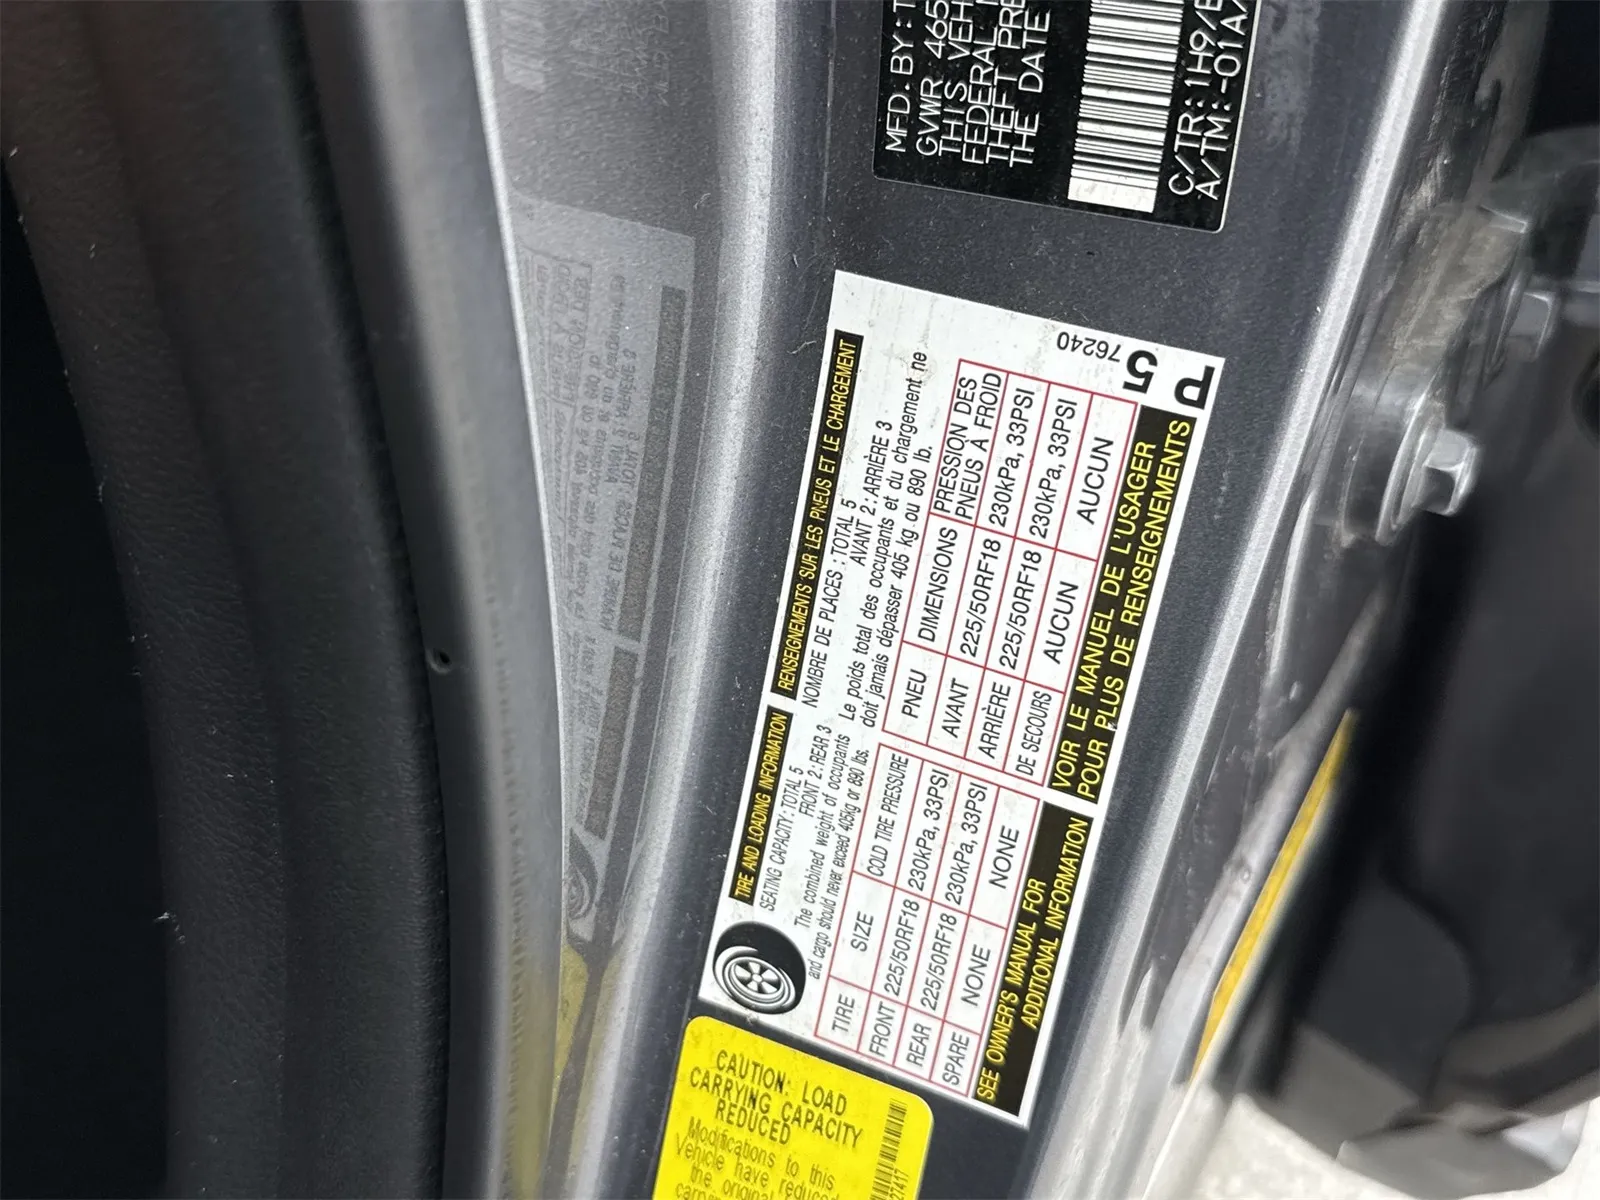 MFD. BY: T
GVWR 465
THIS VEH
FEDERAL
THEFT PRE
THE DATE
C/TR: 1H9/
A/TM: -01A/
TIRE AND LOADING INFORMATION
SEATING CAPACITY : TOTAL 5
FRONT 2 : REAR 3
The combined weight of occupants
and cargo should never exceed 405kg or 890 lbs.
TIRE SIZE COLD TIRE PRESSURE
FRONT 225/50RF18 230kPa, 33PSI
REAR 225/50RF18 230kPa, 33PSI
SPARE NONE NONE
SEE OWNER'S MANUAL FOR
ADDITIONAL INFORMATION
RENSEIGNEMENTS SUR LES PNEUS ET LE CHARGEMENT
NOMBRE DE PLACES : TOTAL 5
AVANT 2 : ARRIÈRE 3
Le poids total des occupants et du chargement ne
doit jamais dépasser 405 kg ou 890 lb.
PNEU DIMENSIONS PRESSION DES
PNEUS À FROID
AVANT 225/50RF18 230kPa, 33PSI
ARRIÈRE 225/50RF18 230kPa, 33PSI
DE SECOURS AUCUN AUCUN
VOIR LE MANUEL DE L'USAGER
POUR PLUS DE RENSEIGNEMENTS
76240
5
P
CAUTION: LOAD
CARRYING CAPACITY
REDUCED
Modifications to this
Vehicle have reduced
the original
27417